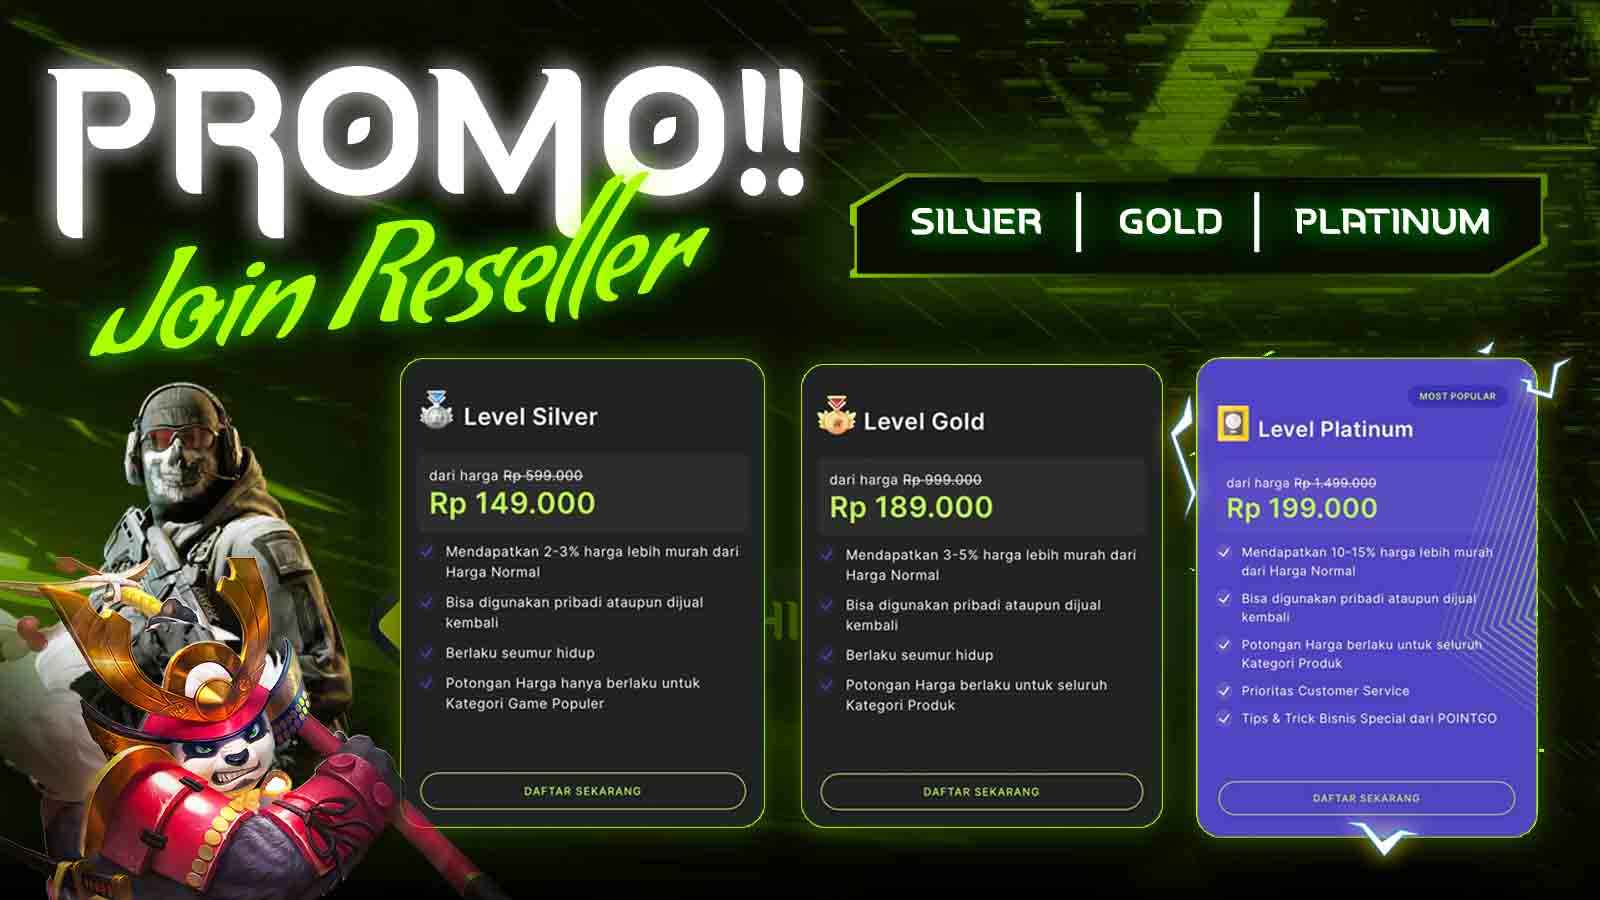 PROMO!!
Join Reseller
SILVER | GOLD | PLATINUM
Level Silver
dari harga Rp 599.000
Rp 149.000
Mendapatkan 2-3% harga lebih murah dari
Harga Normal
Bisa digunakan pribadi ataupun dijual
kembali
Berlaku seumur hidup
Potongan Harga hanya berlaku untuk
Kategori Game Populer
DAFTAR SEKARANG
Level Gold
dari harga Rp 999.000
Rp 189.000
Mendapatkan 3-5% harga lebih murah dari
Harga Normal
Bisa digunakan pribadi ataupun dijual
kembali
Berlaku seumur hidup
Potongan Harga berlaku untuk seluruh
Kategori Produk
DAFTAR SEKARANG
MOST POPULAR
Level Platinum
dari harga Rp 1.499.000
Rp 199.000
Mendapatkan 10-15% harga lebih murah
dari Harga Normal
Bisa digunakan pribadi ataupun dijual
kembali
Potongan Harga berlaku untuk seluruh
Kategori Produk
Prioritas Customer Service
Tips & Trick Bisnis Special dari POINTGO
DAFTAR SEKARANG